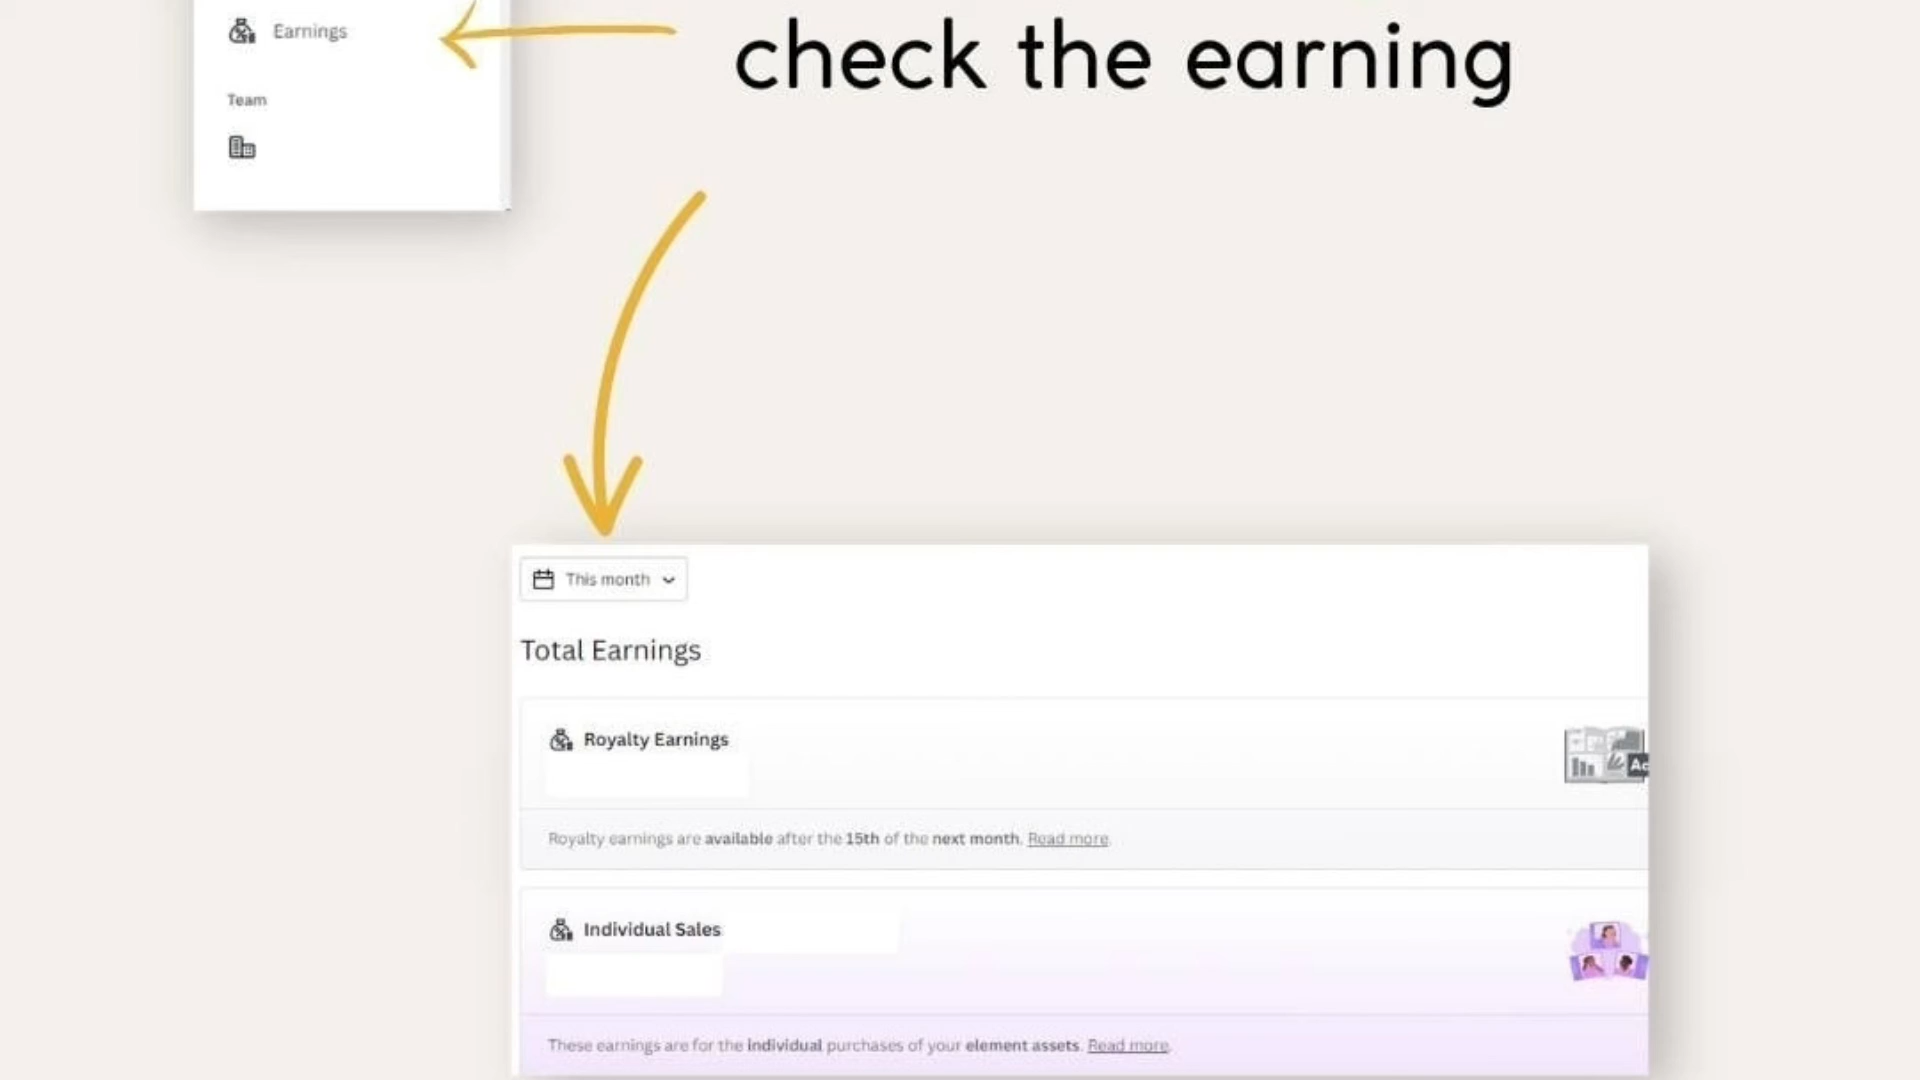 Earnings
check the earning
Team
This month
Total Earnings
Royalty Earnings
Royalty earnings are available after the 15th of the next month. Read more.
Individual Sales
These earnings are for the individual purchases of your element assets. Read more.